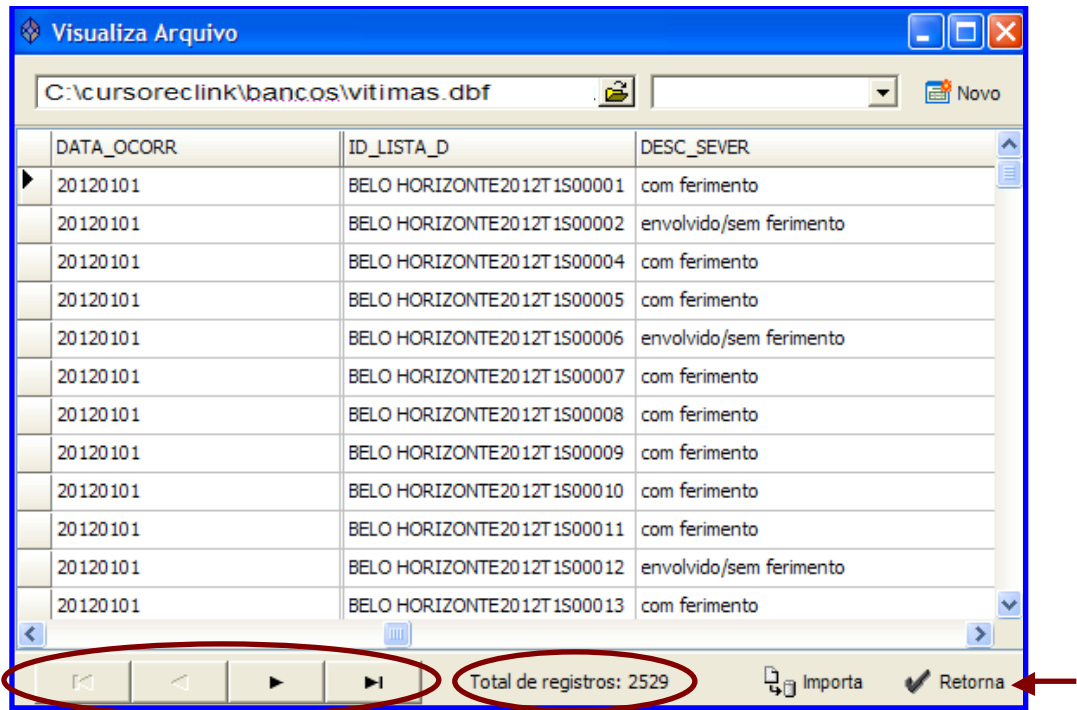 Visualiza Arquivo
C:\cursoreclink\bancos\vitimas.dbf Novo
DATA_OCORR ID_LISTA_D DESC_SEVER
20120101 BELO HORIZONTE2012T1S00001 com ferimento
20120101 BELO HORIZONTE2012T1S00002 envolvido/sem ferimento
20120101 BELO HORIZONTE2012T1S00004 com ferimento
20120101 BELO HORIZONTE2012T1S00005 com ferimento
20120101 BELO HORIZONTE2012T1S00006 envolvido/sem ferimento
20120101 BELO HORIZONTE2012T1S00007 com ferimento
20120101 BELO HORIZONTE2012T1S00008 com ferimento
20120101 BELO HORIZONTE2012T1S00009 com ferimento
20120101 BELO HORIZONTE2012T1S00010 com ferimento
20120101 BELO HORIZONTE2012T1S00011 com ferimento
20120101 BELO HORIZONTE2012T1S00012 envolvido/sem ferimento
20120101 BELO HORIZONTE2012T1S00013 com ferimento
Total de registros: 2529 Importa Retorna